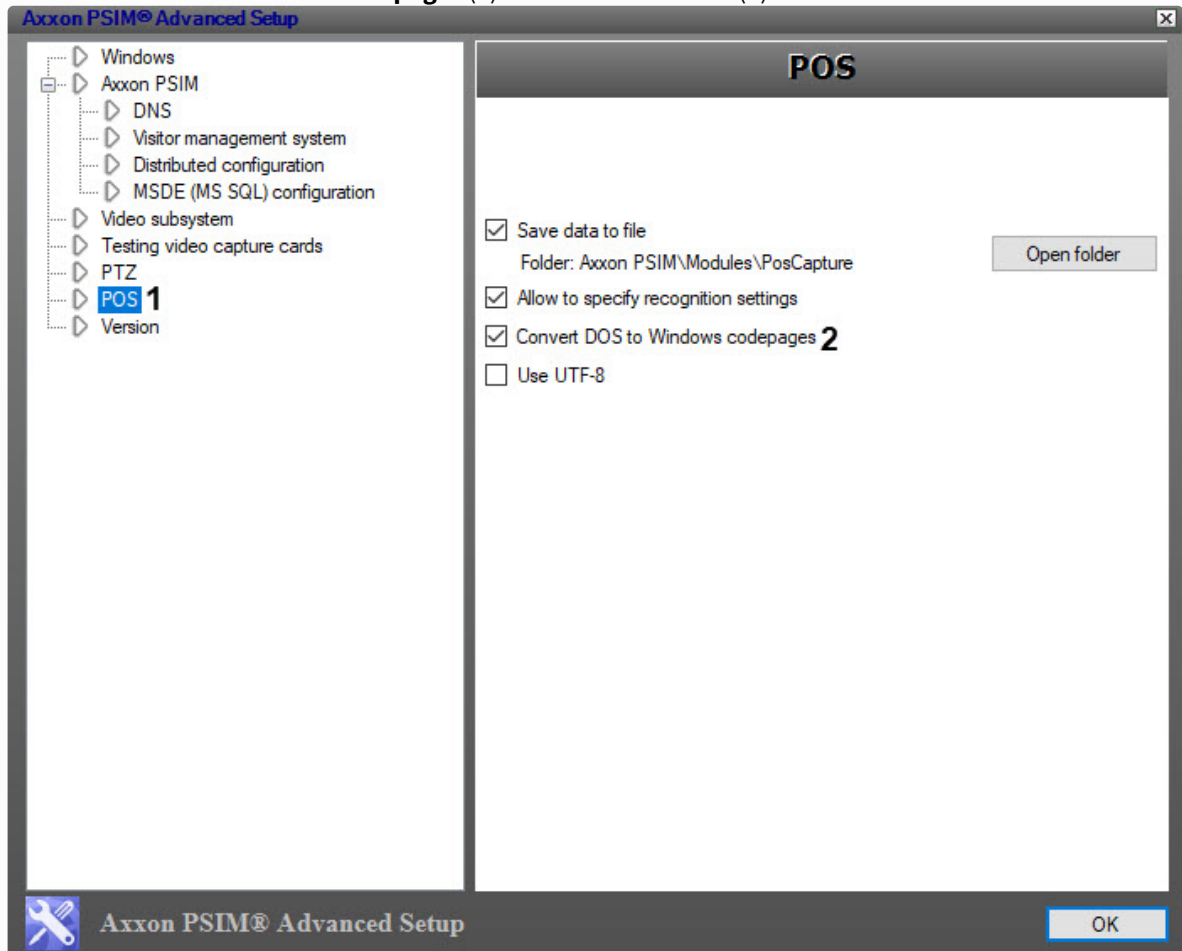 Axxon PSIM® Advanced Setup
Windows
Axxon PSIM
DNS
Visitor management system
Distributed configuration
MSDE (MS SQL) configuration
Video subsystem
Testing video capture cards
PTZ
POS 1
Version
POS
Save data to file
Folder: Axxon PSIM\Modules\PosCapture
Open folder
Allow to specify recognition settings
Convert DOS to Windows codepages 2
Use UTF-8
Axxon PSIM® Advanced Setup
OK